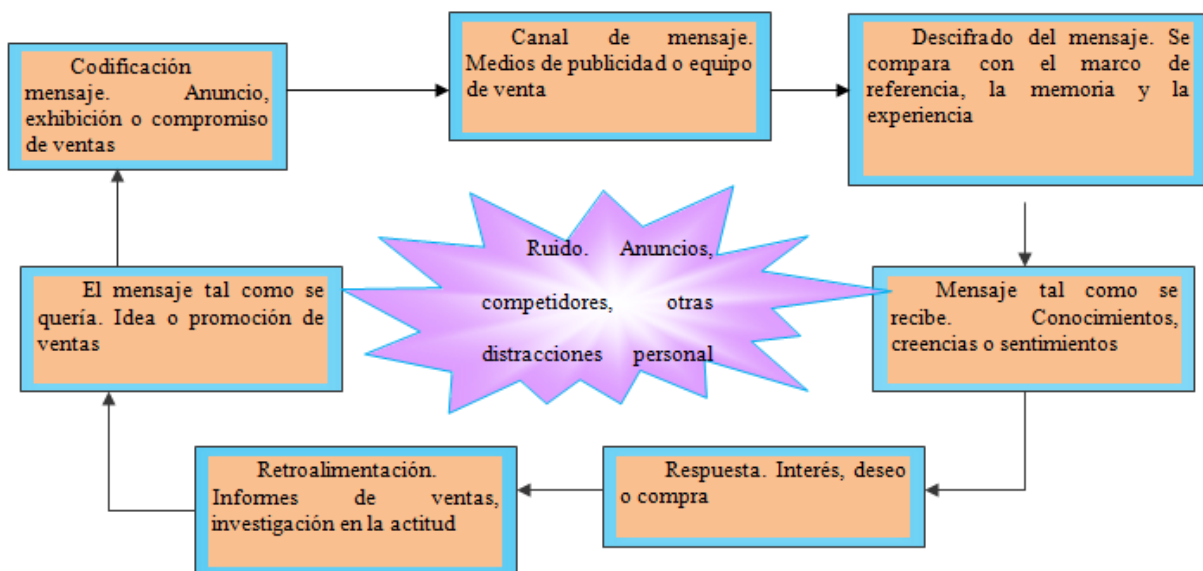 Codificación
mensaje. Anuncio,
exhibición o compromiso
de ventas
Canal de mensaje.
Medios de publicidad o equipo
de venta
Descifrado del mensaje. Se
compara con el marco de
referencia, la memoria y la
experiencia
El mensaje tal como se
quería. Idea o promoción de
ventas
Ruido. Anuncios,
competidores, otras
distracciones personal
Mensaje tal como se
recibe. Conocimientos,
creencias o sentimientos
Retroalimentación.
Informes de ventas,
investigación en la actitud
Respuesta. Interés, deseo
o compra